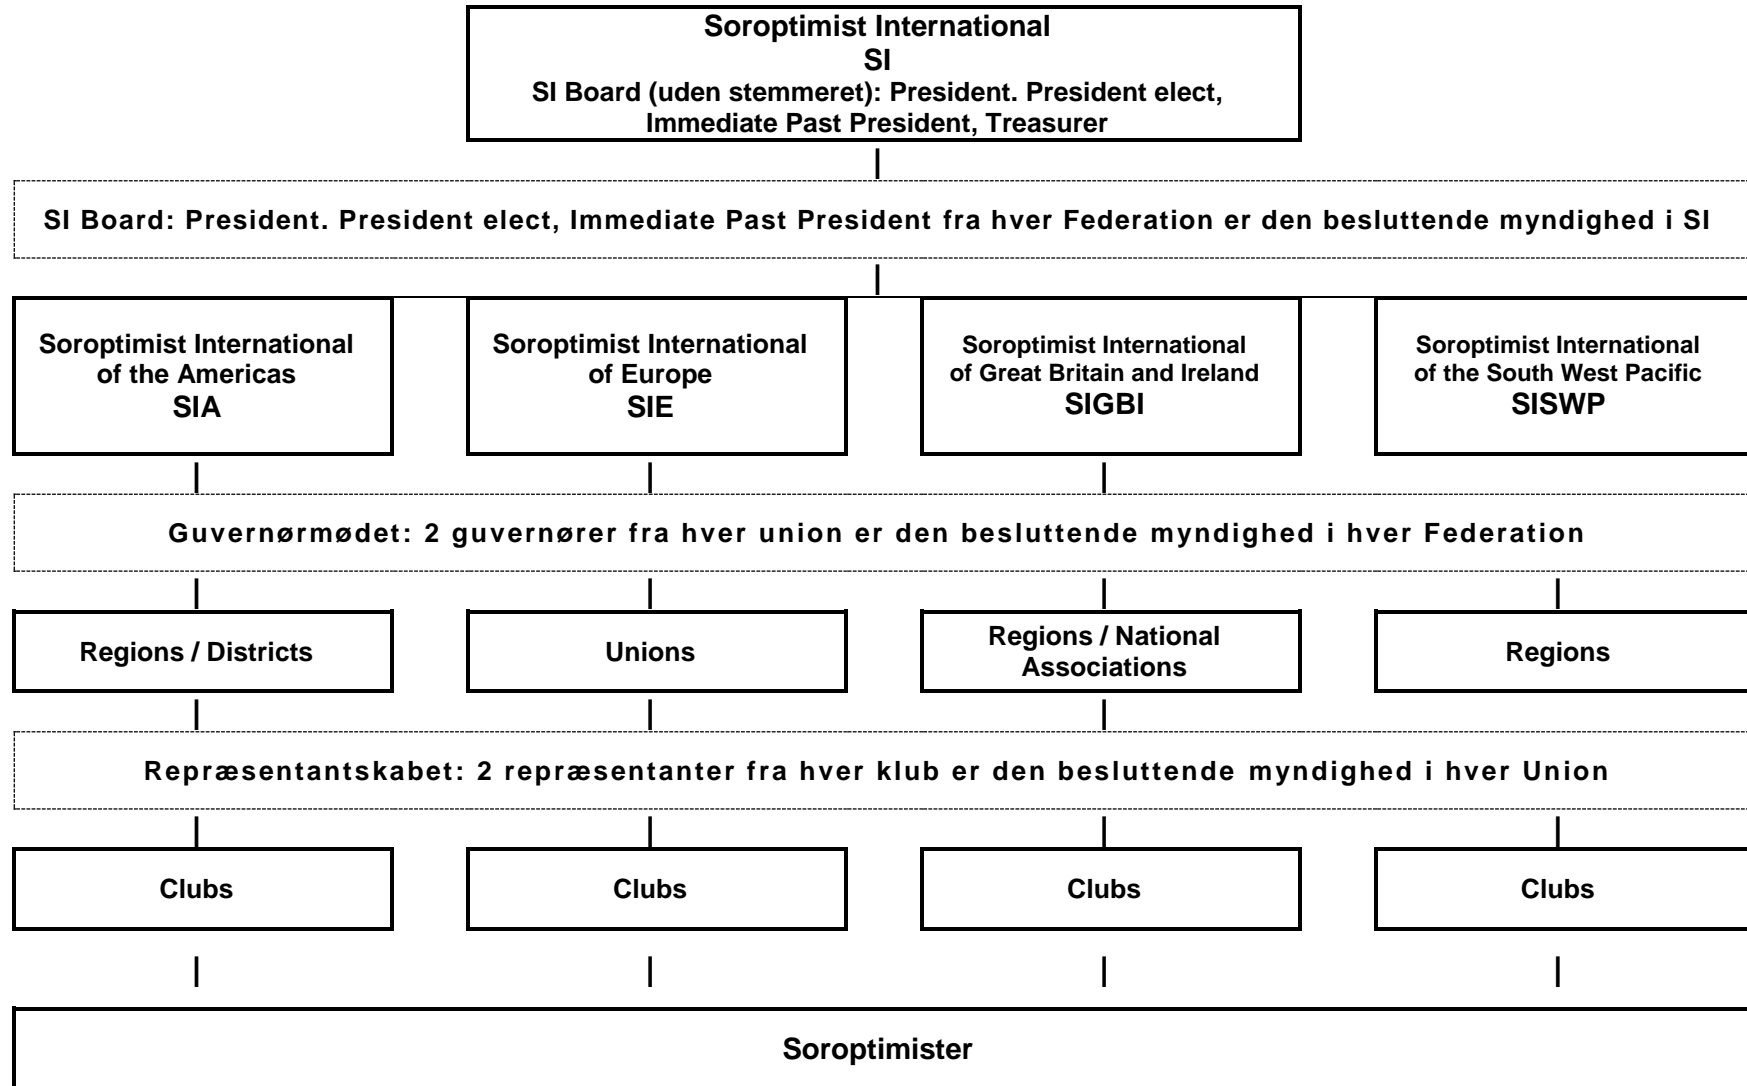 Soroptimist International
SI
SI Board (uden stemmeret): President. President elect,
Immediate Past President, Treasurer
SI Board: President. President elect, Immediate Past President fra hver Federation er den besluttende myndighed i SI
Soroptimist International
of the Americas
SIA
Soroptimist International
of Europe
SIE
Soroptimist International
of Great Britain and Ireland
SIGBI
Soroptimist International
of the South West Pacific
SISWP
Guvernørmødet: 2 guvernører fra hver union er den besluttende myndighed i hver Federation
Regions / Districts
Unions
Regions / National
Associations
Regions
Repræsentantskabet: 2 repræsentanter fra hver klub er den besluttende myndighed i hver Union
Clubs
Clubs
Clubs
Clubs
Soroptimister